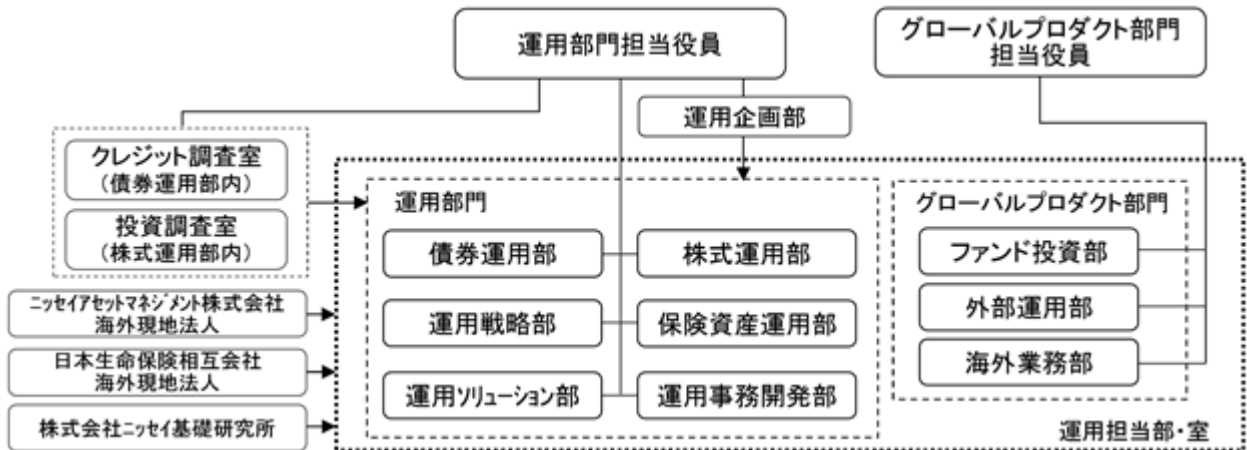 運用部門担当役員
グローバルプロダクト部門
担当役員
運用企画部
クレジット調査室
(債券運用部内)
投資調査室
(株式運用部内)
運用部門
グローバルプロダクト部門
債券運用部
株式運用部
ファンド投資部
ニッセイアセットマネジメント株式会社
海外現地法人
運用戦略部
保険資産運用部
外部運用部
日本生命保険相互会社
海外現地法人
海外業務部
運用ソリューション部
運用事務開発部
株式会社ニッセイ基礎研究所
運用担当部・室